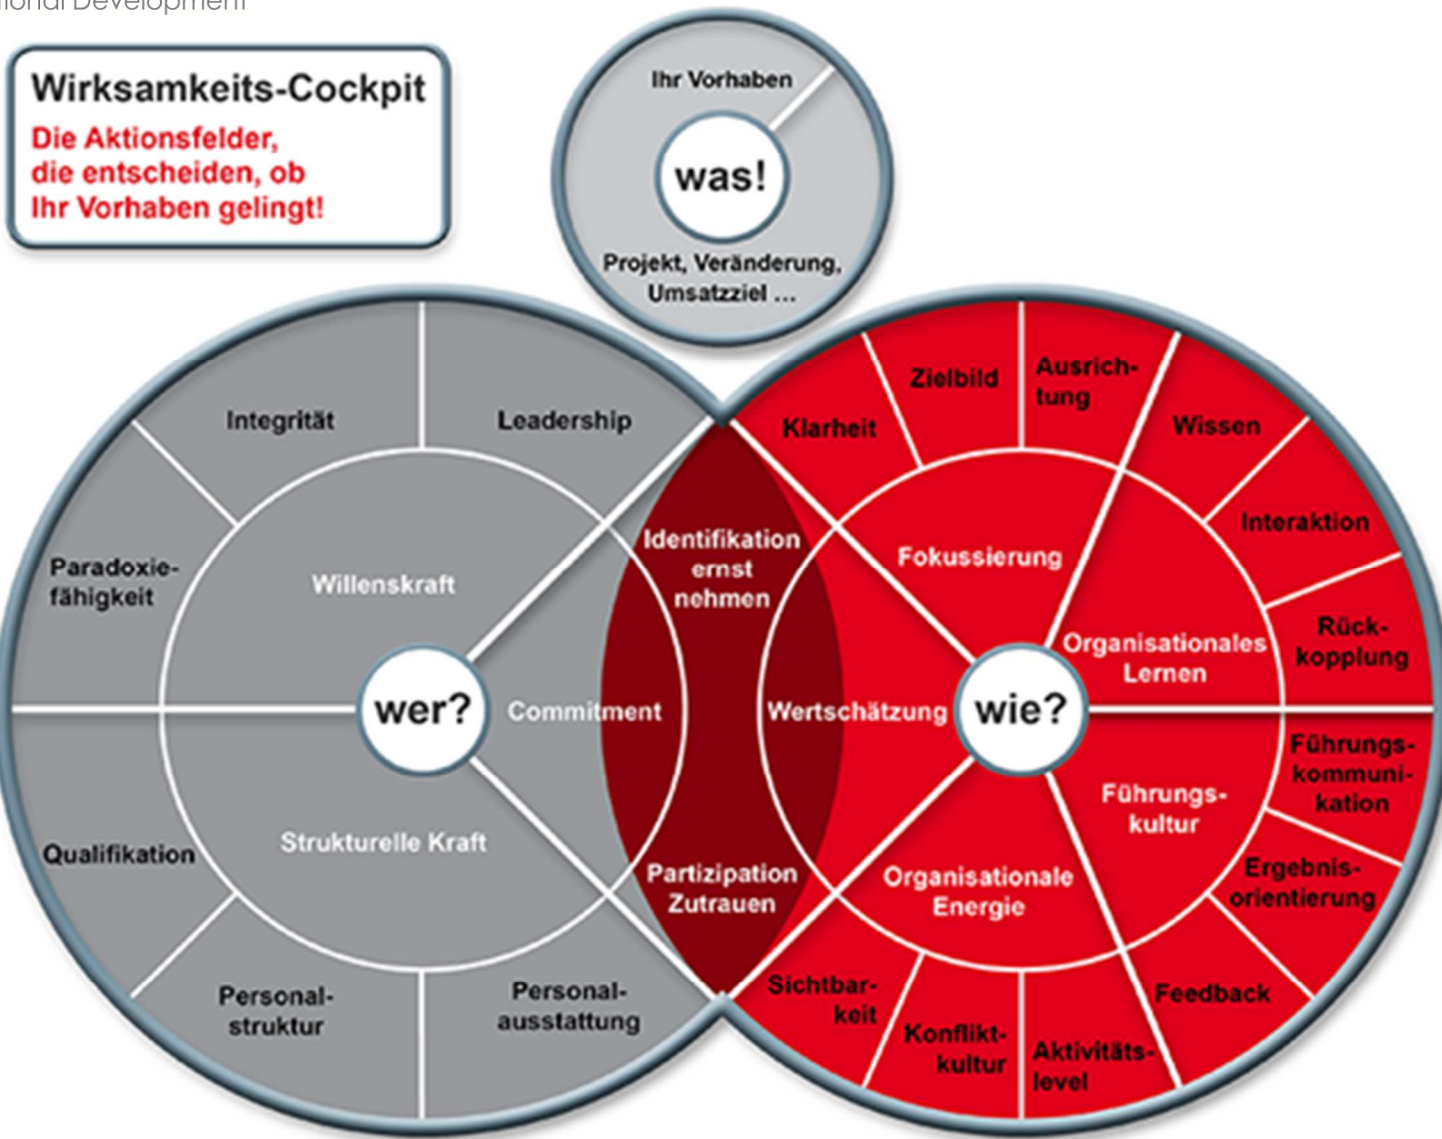 Development
Wirksamkeits-Cockpit
Die Aktionsfelder,
die entscheiden, ob
Ihr Vorhaben gelingt!
Ihr Vorhaben
was!
Projekt, Veränderung,
Umsatzziel ...
Integrität
Leadership
Paradoxie-
fähigkeit
Willenskraft
wer?
Commitment
Strukturelle Kraft
Qualifikation
Personal-
struktur
Personal-
ausstattung
Identifikation
ernst
nehmen
Partizipation
Zutrauen
Klarheit
Zielbild
Ausrich-
tung
Wissen
Interaktion
Rück-
kopplung
Fokussierung
Organisationales
Lernen
Wertschätzung
wie?
Führungs-
kultur
Organisationale
Energie
Führungs-
kommuni-
kation
Ergebnis-
orientierung
Feedback
Sichtbar-
keit
Konflikt-
kultur
Aktivitäts-
level